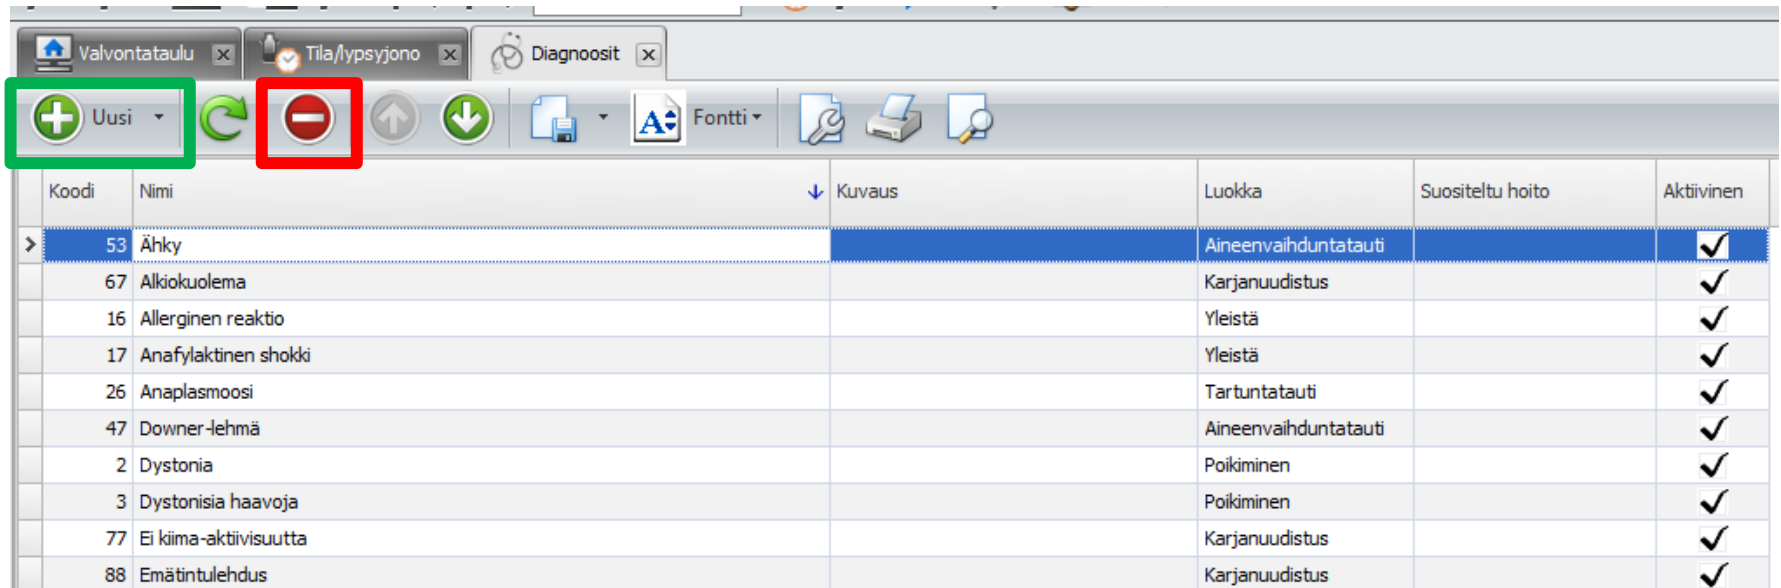 Valvontataulu Tila/lypsyjono Diagnoosit
Uusi Fontti
Koodi Nimi Kuvaus Luokka Suositeltu hoito Aktiivinen
53 Ähky Aineenvaihduntatauti
67 Alkiokuolema Karjanuudistus
16 Allerginen reaktio Yleistä
17 Anafylaktinen shokki Yleistä
26 Anaplasmoosi Tartuntatauti
47 Downer-lehmä Aineenvaihduntatauti
2 Dystonia Poikiminen
3 Dystonisia haavoja Poikiminen
77 Ei kiima-aktiivisuutta Karjanuudistus
88 Emätintulehdus Karjanuudistus